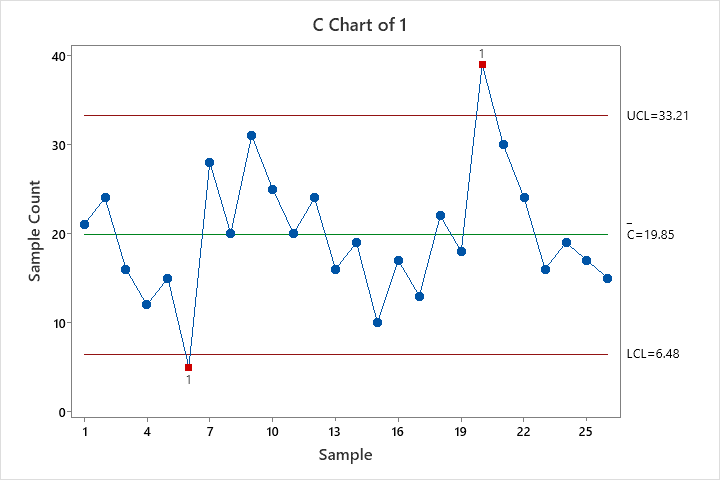 C Chart of 1
Sample Count
40
30
20
10
0
1
1
UCL=33.21
_
C=19.85
LCL=6.48
1 4 7 10 13 16 19 22 25
Sample